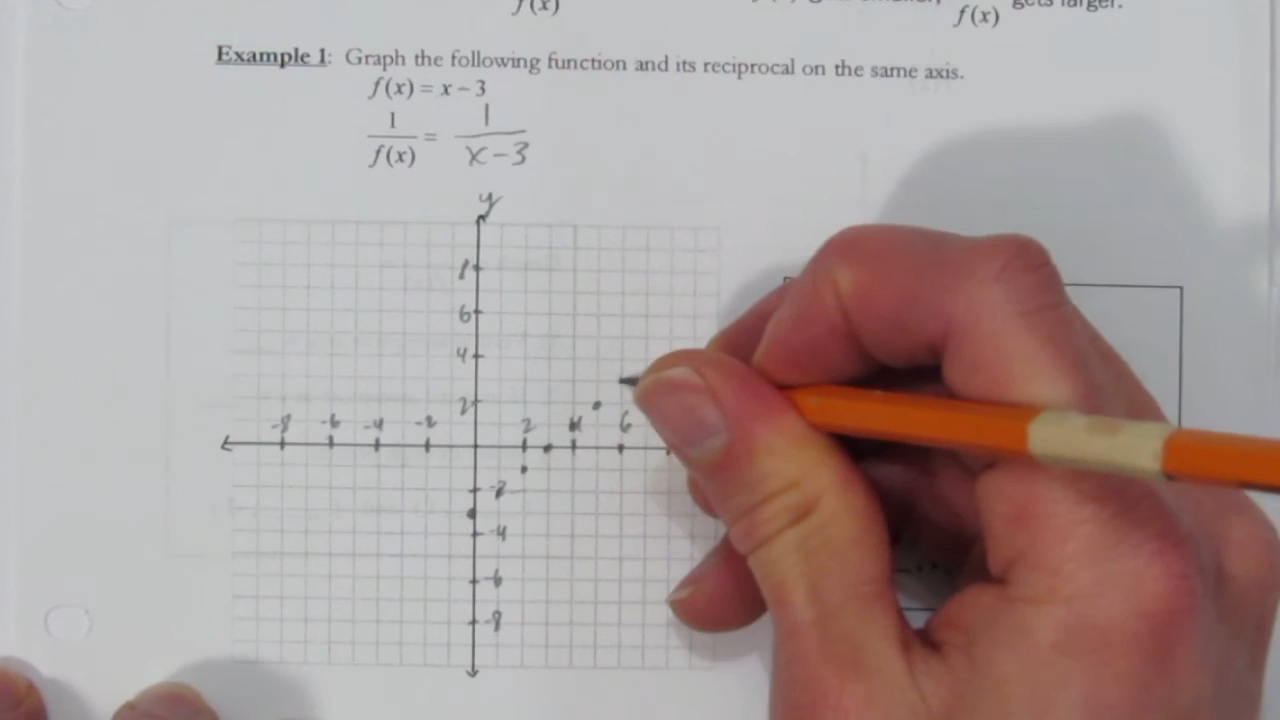 f(x)
f(x)
gets larger.
Example 1: Graph the following function and its reciprocal on the same axis.
f(x) = x - 3
1/f(x) = 1/x-3
y
6
4
2
-8 -6 -4 -2 2 4 6
-2
-4
-6
-8